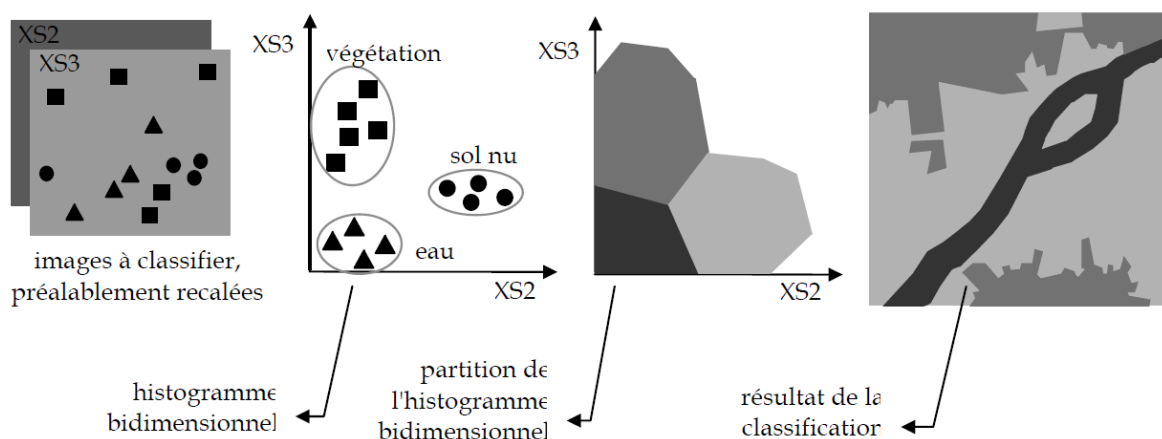 XS2
XS3
images à classifier,
préalablement recalées
XS3
végétation
sol nu
eau
XS2
histogramme
bidimensionnel
XS3
XS2
partition de
l'histogramme
bidimensionnel
résultat de la
classification